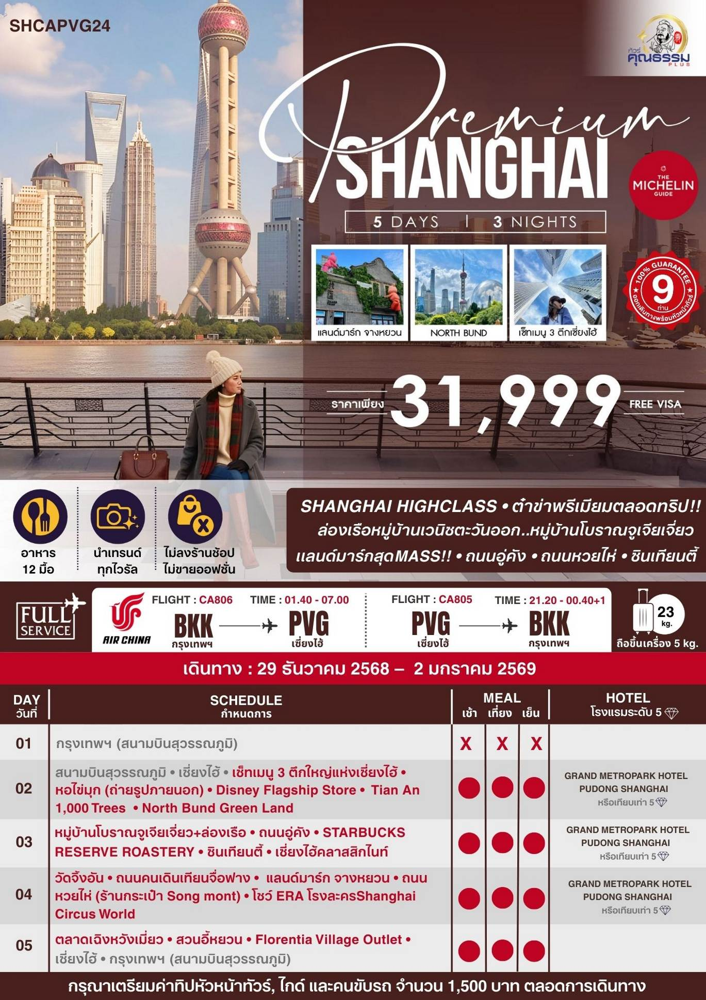 SHCAPVG24
ทัวร์
คุณธรรม
PLUS
Premium
SHANGHAI
THE
MICHELIN
GUIDE
5 DAYS | 3 NIGHTS
100% GUARANTEE
9
ท่าน
ออกเดินทางพร้อมหัวหน้าทัวร์
แลนด์มาร์ก จางหยวน
NORTH BUND
เช็ทเมนู 3 ตึกเซี่ยงไฮ้
ราคาเพียง 31,999 FREE VISA
อาหาร
12 มื้อ
นำเทรนด์
ทุกไวรัล
ไม่ลงร้านช้อป
ไม่ขายออฟชั่น
SHANGHAI HIGHCLASS • ต๋ำข่าพรีเมียมตลอดทริป!!
ล่องเรือหมู่บ้านเวนิซตะวันออก..หมู่บ้านโบราณจูเจียเจี่ยว
แลนด์มาร์กสุดMASS!! • ถนนอู่คัง • ถนนหวยไห่ • ซินเทียนตี้
FULL
SERVICE
AIR CHINA
FLIGHT : CA806 TIME : 01.40 - 07.00
BKK PVG
กรุงเทพฯ เซี่ยงไฮ้
FLIGHT : CA805 TIME : 21.20 - 00.40+1
PVG BKK
เซี่ยงไฮ้ กรุงเทพฯ
23
kg.
ถือขึ้นเครื่อง 5 kg.
เดินทาง : 29 ธันวาคม 2568 – 2 มกราคม 2569
DAY SCHEDULE MEAL HOTEL
วันที่ กำหนดการ เช้า เที่ยง เย็น โรงแรมระดับ 5
01 กรุงเทพฯ (สนามบินสุวรรณภูมิ) X X X
02 สนามบินสุวรรณภูมิ • เซี่ยงไฮ้ • เช็ทเมนู 3 ตึกใหญ่แห่งเซี่ยงไฮ้ •
หอไข่มุก (ถ่ายรูปภายนอก) • Disney Flagship Store • Tian An
1,000 Trees • North Bund Green Land
GRAND METROPARK HOTEL
PUDONG SHANGHAI
หรือเทียบเท่า 5
03 หมู่บ้านโบราณจูเจียเจี่ยว+ล่องเรือ • ถนนอู่คัง • STARBUCKS
RESERVE ROASTERY • ซินเทียนตี้ • เซี่ยงไฮ้คลาสสิกไนท์
GRAND METROPARK HOTEL
PUDONG SHANGHAI
หรือเทียบเท่า 5
04 วัดจิ้งอัน • ถนนคนเดินเทียนจื่อฟาง • แลนด์มาร์ก จางหยวน • ถนน
หวยไห่ (ร้านกระเป๋า Song mont) • โชว์ ERA โรงละครShanghai
Circus World
GRAND METROPARK HOTEL
PUDONG SHANGHAI
หรือเทียบเท่า 5
05 ตลาดเฉิงหวังเมี่ยว • สวนอี้หยวน • Florentia Village Outlet •
เซี่ยงไฮ้ • กรุงเทพฯ (สนามบินสุวรรณภูมิ)
กรุณาเตรียมค่าทิปหัวหน้าทัวร์, ไกด์ และคนขับรถ จำนวน 1,500 บาท ตลอดการเดินทาง